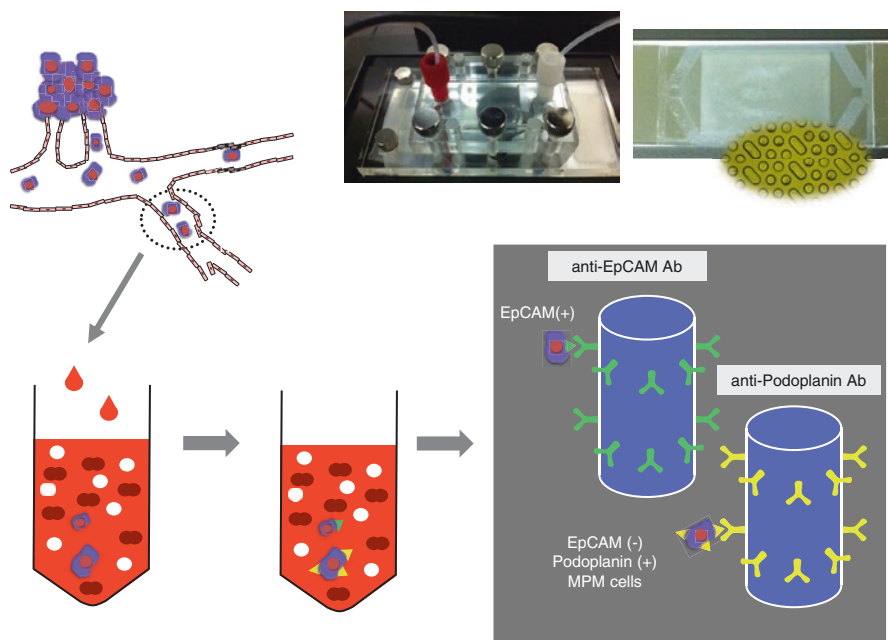 anti-EpCAM Ab
EpCAM(+)
anti-Podoplanin Ab
EpCAM (-)
Podoplanin (+)
MPM cells